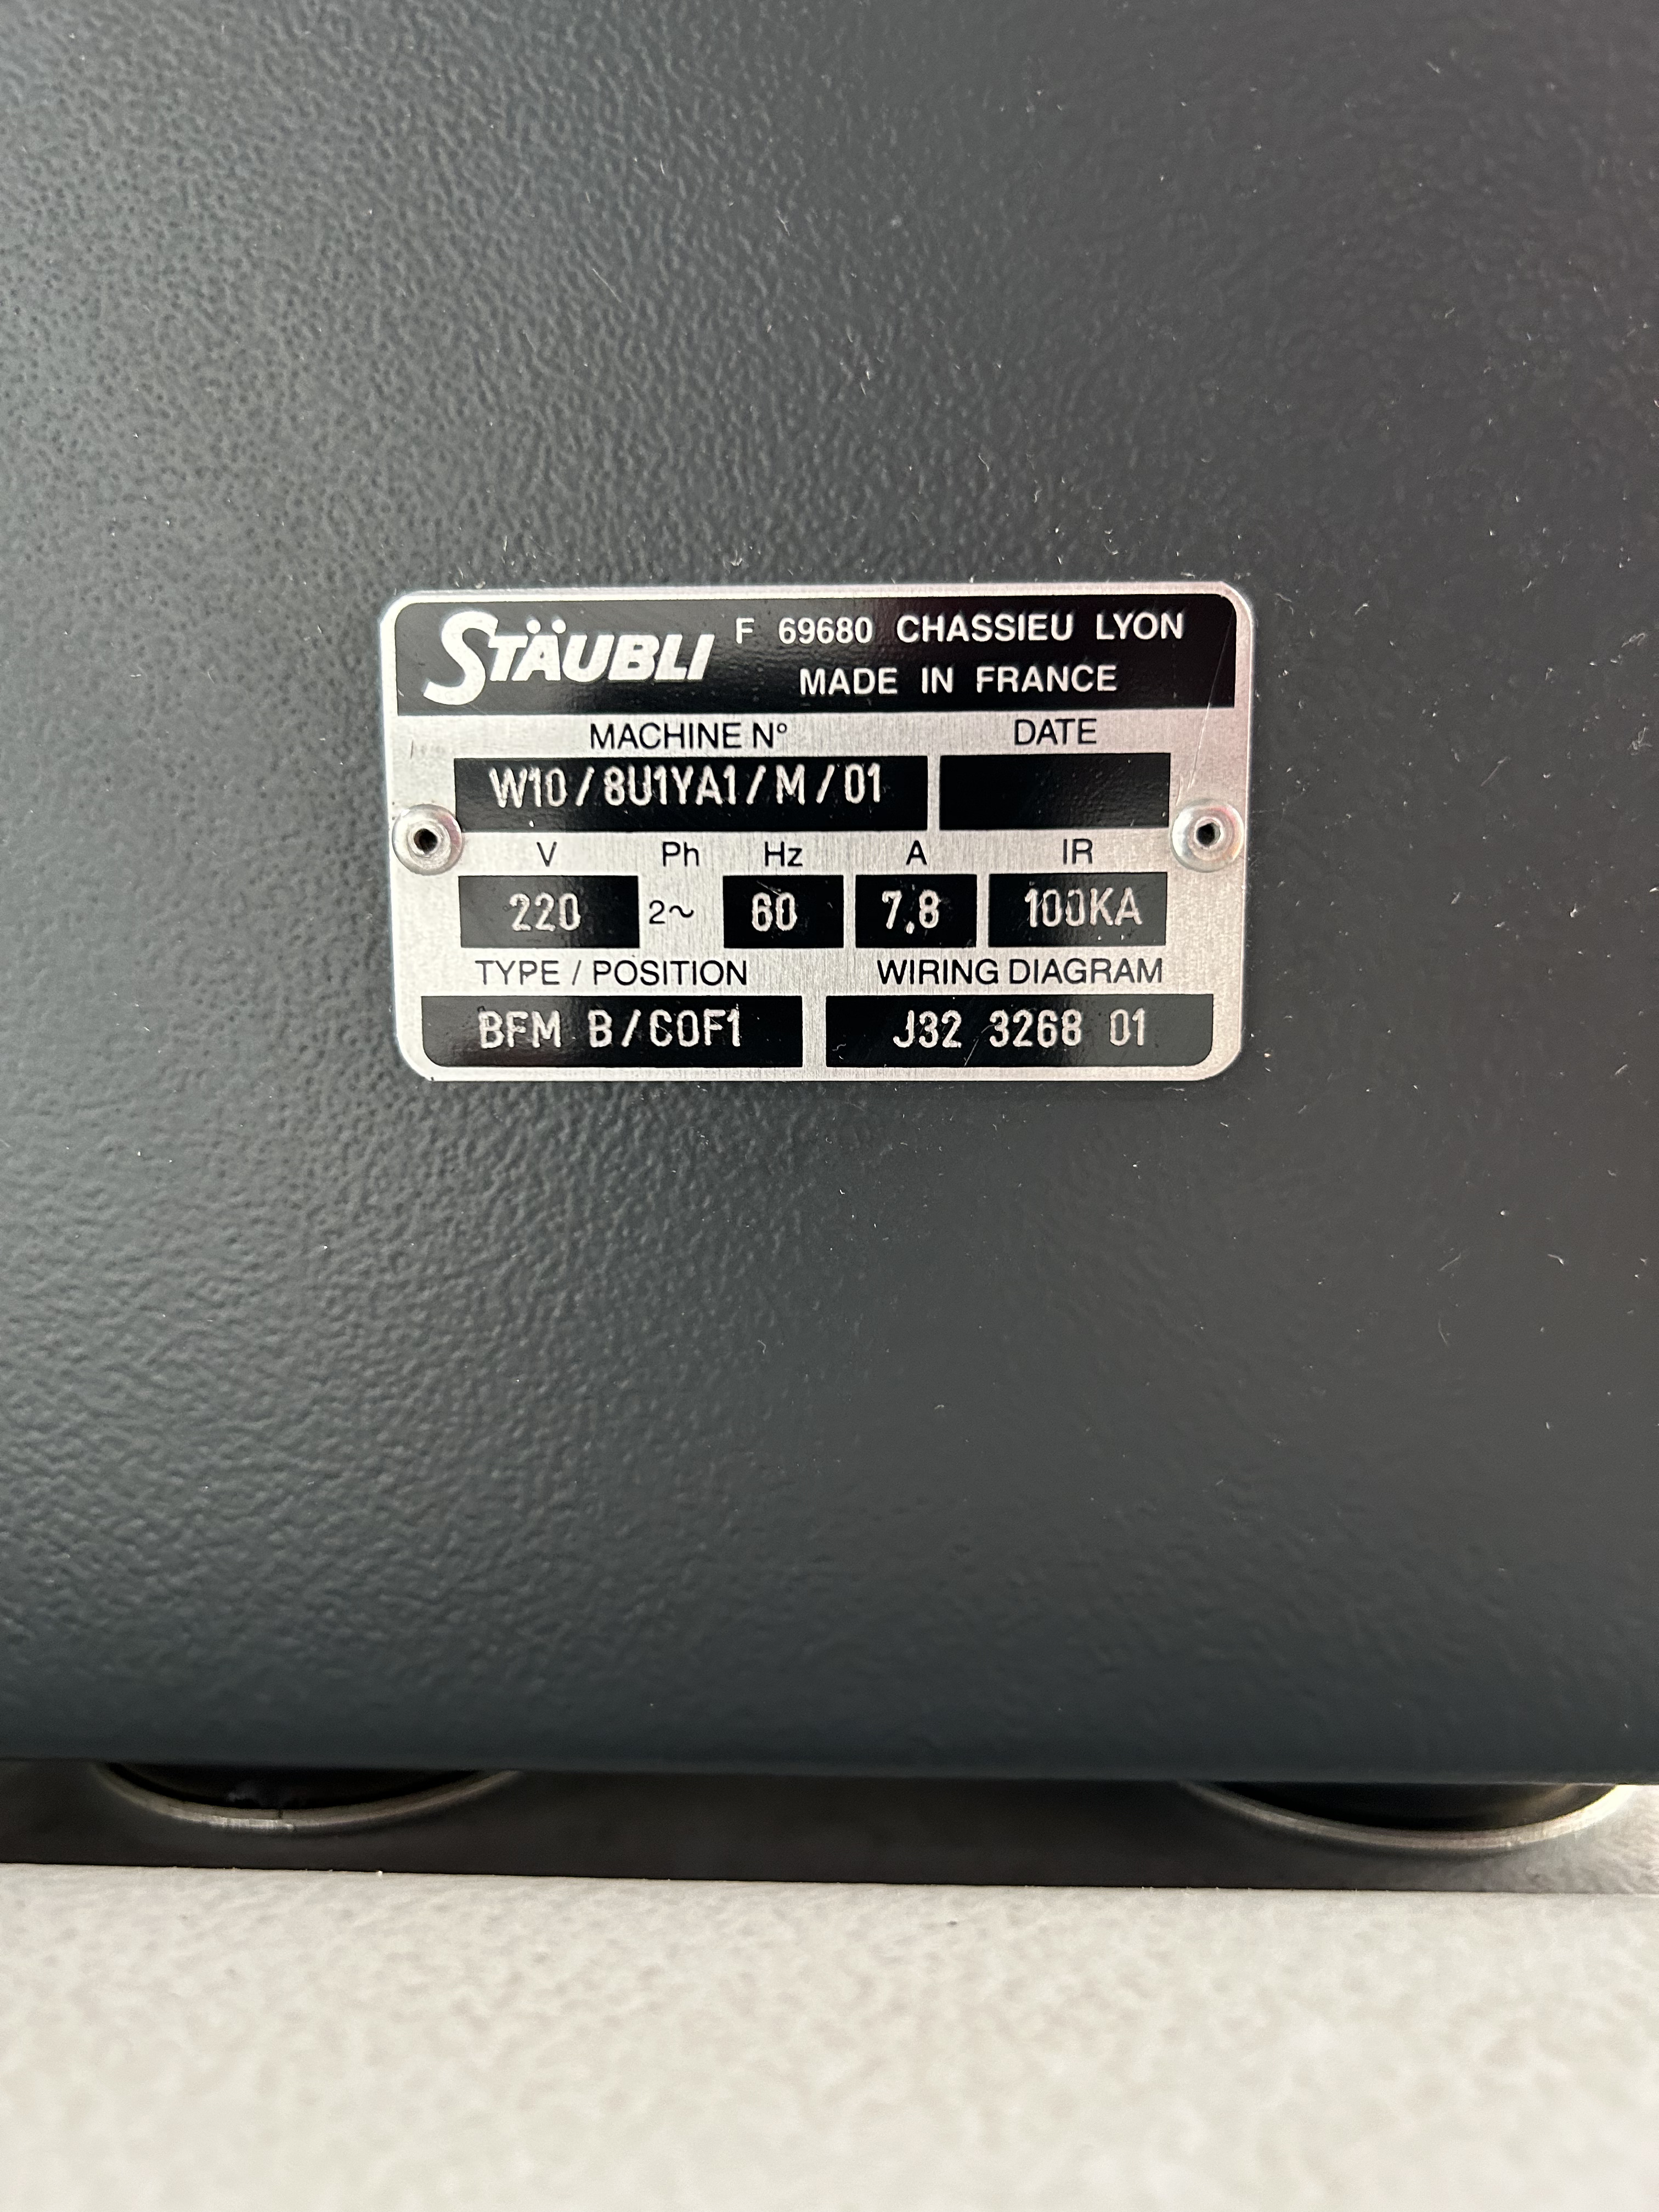 STÄUBLI F 69680 CHASSIEU LYON
MADE IN FRANCE
MACHINE N° DATE
W10/8U1YA1/M/01
V Ph Hz A IR
220 2~ 60 7,8 100KA
TYPE / POSITION WIRING DIAGRAM
BFM B/COF1 J32 3268 01